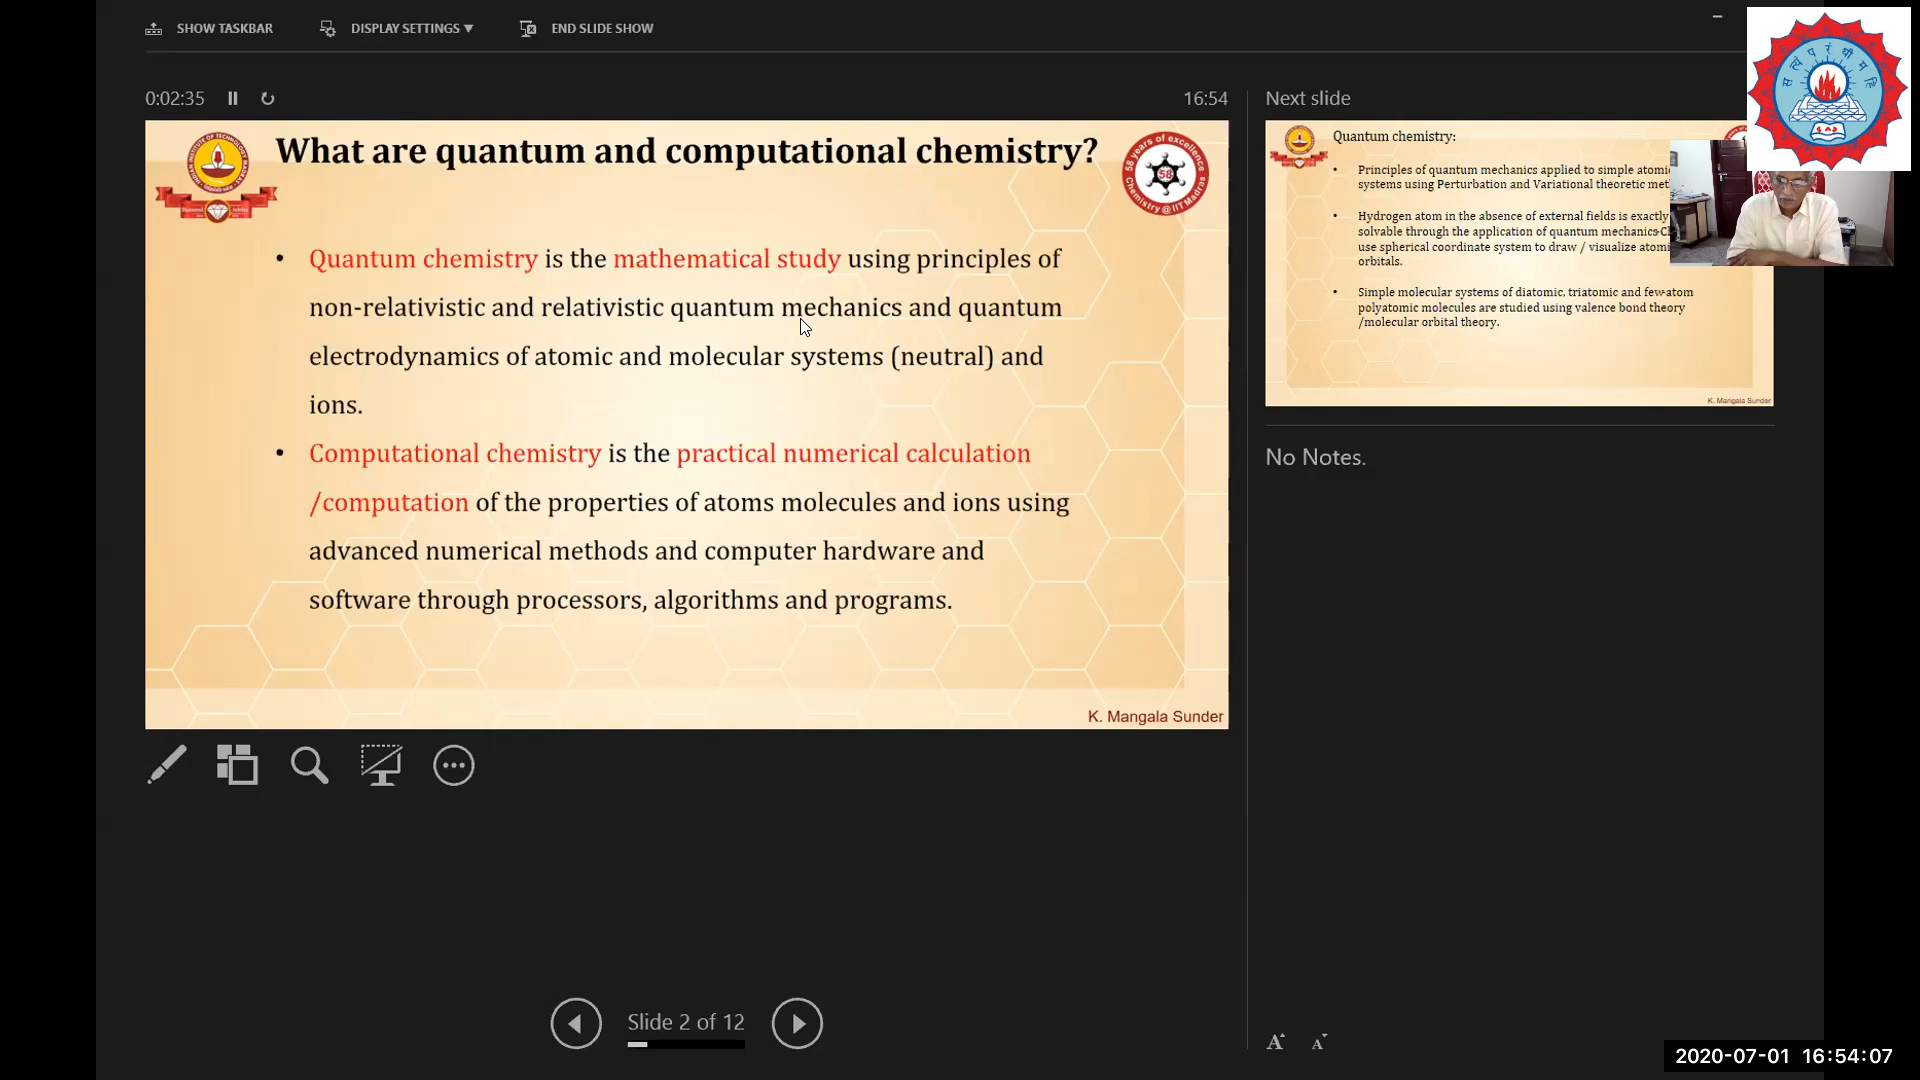 SHOW TASKBAR
DISPLAY SETTINGS ▼
END SLIDE SHOW
0:02:35
16:54
Next slide
What are quantum and computational chemistry?
58 years of excellence
58
Chemistry @ IIT Madras
• Quantum chemistry is the mathematical study using principles of
non-relativistic and relativistic quantum mechanics and quantum
electrodynamics of atomic and molecular systems (neutral) and
ions.
• Computational chemistry is the practical numerical calculation
/computation of the properties of atoms molecules and ions using
advanced numerical methods and computer hardware and
software through processors, algorithms and programs.
K. Mangala Sunder
Quantum chemistry:
• Principles of quantum mechanics applied to simple atomi
systems using Perturbation and Variational theoretic met
• Hydrogen atom in the absence of external fields is exactly
solvable through the application of quantum mechanics
use spherical coordinate system to draw / visualize atomi
orbitals.
• Simple molecular systems of diatomic, triatomic and few-atom
polyatomic molecules are studied using valence bond theory
/molecular orbital theory.
K. Mangala Sunder
No Notes.
Slide 2 of 12
A A
2020-07-01 16:54:07